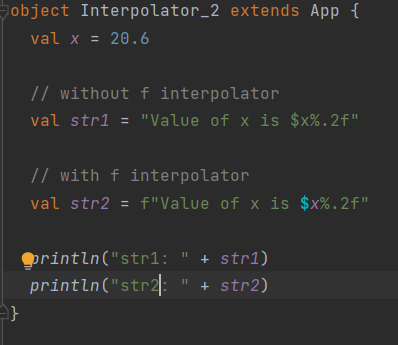 object Interpolator_2 extends App {
val x = 20.6
// without f interpolator
val str1 = "Value of x is $x%.2f"
// with f interpolator
val str2 = f"Value of x is $x%.2f"
println("str1: " + str1)
println("str2: " + str2)
}